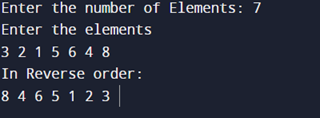 Enter the number of Elements: 7
Enter the elements
3 2 1 5 6 4 8
In Reverse order:
8 4 6 5 1 2 3